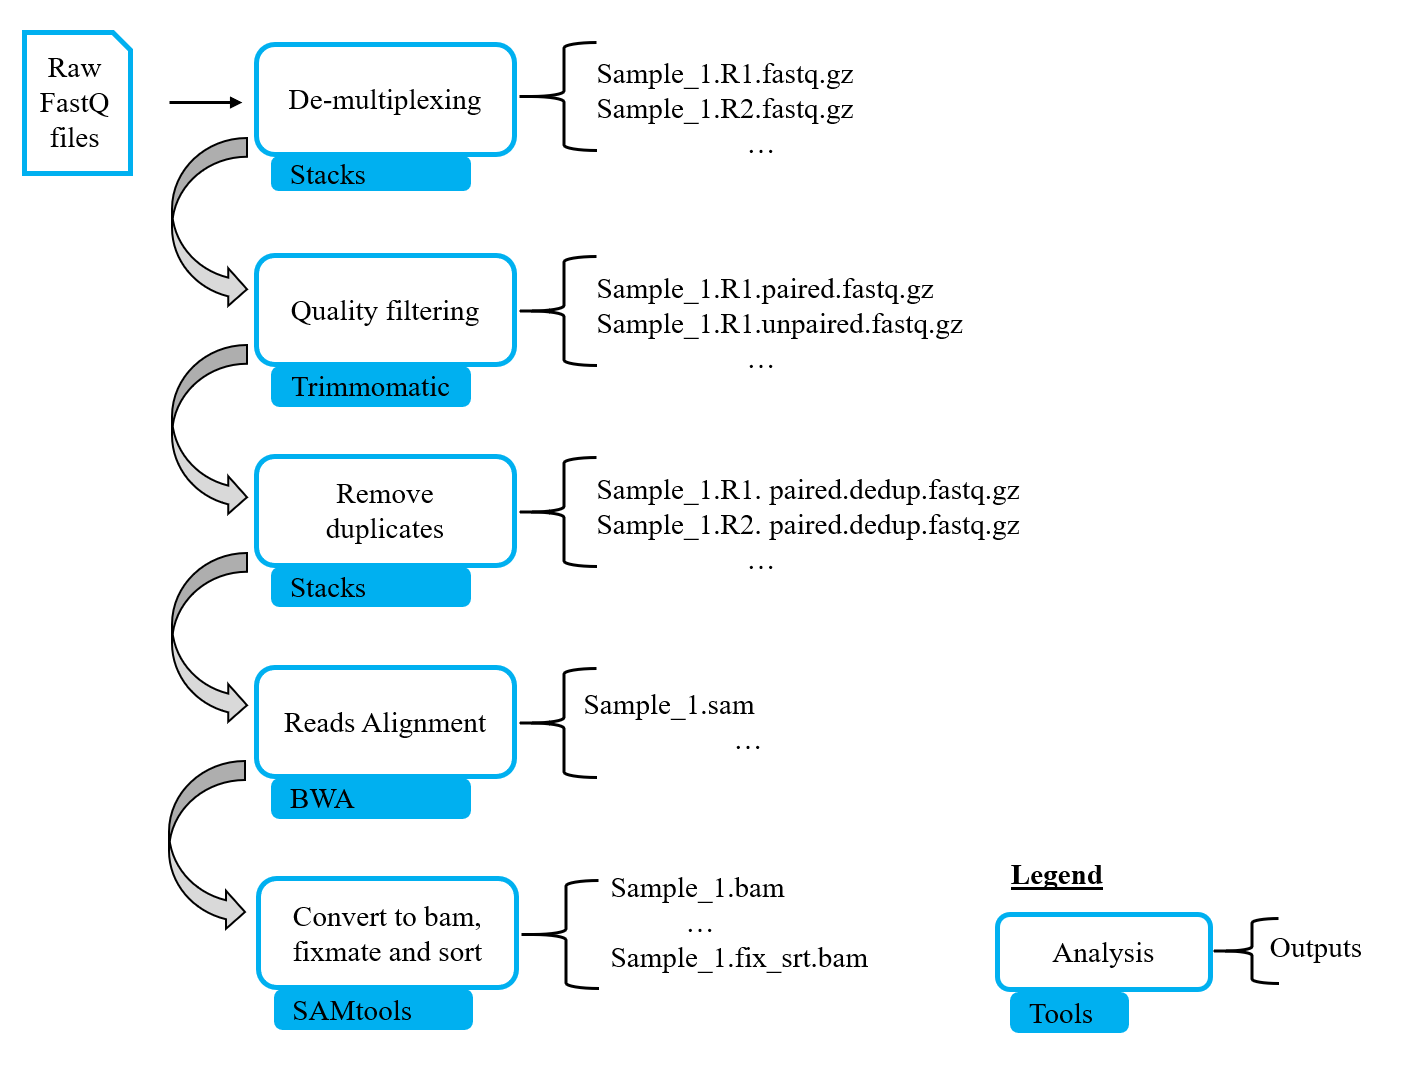 Raw
FastQ
files
De-multiplexing
Stacks
Sample_1.R1.fastq.gz
Sample_1.R2.fastq.gz
…
Quality filtering
Trimmomatic
Sample_1.R1.paired.fastq.gz
Sample_1.R1.unpaired.fastq.gz
…
Remove
duplicates
Stacks
Sample_1.R1. paired.dedup.fastq.gz
Sample_1.R2. paired.dedup.fastq.gz
…
Reads Alignment
BWA
Sample_1.sam
…
Convert to bam,
fixmate and sort
SAMtools
Sample_1.bam
…
Sample_1.fix_srt.bam
Legend
Analysis
Tools
Outputs